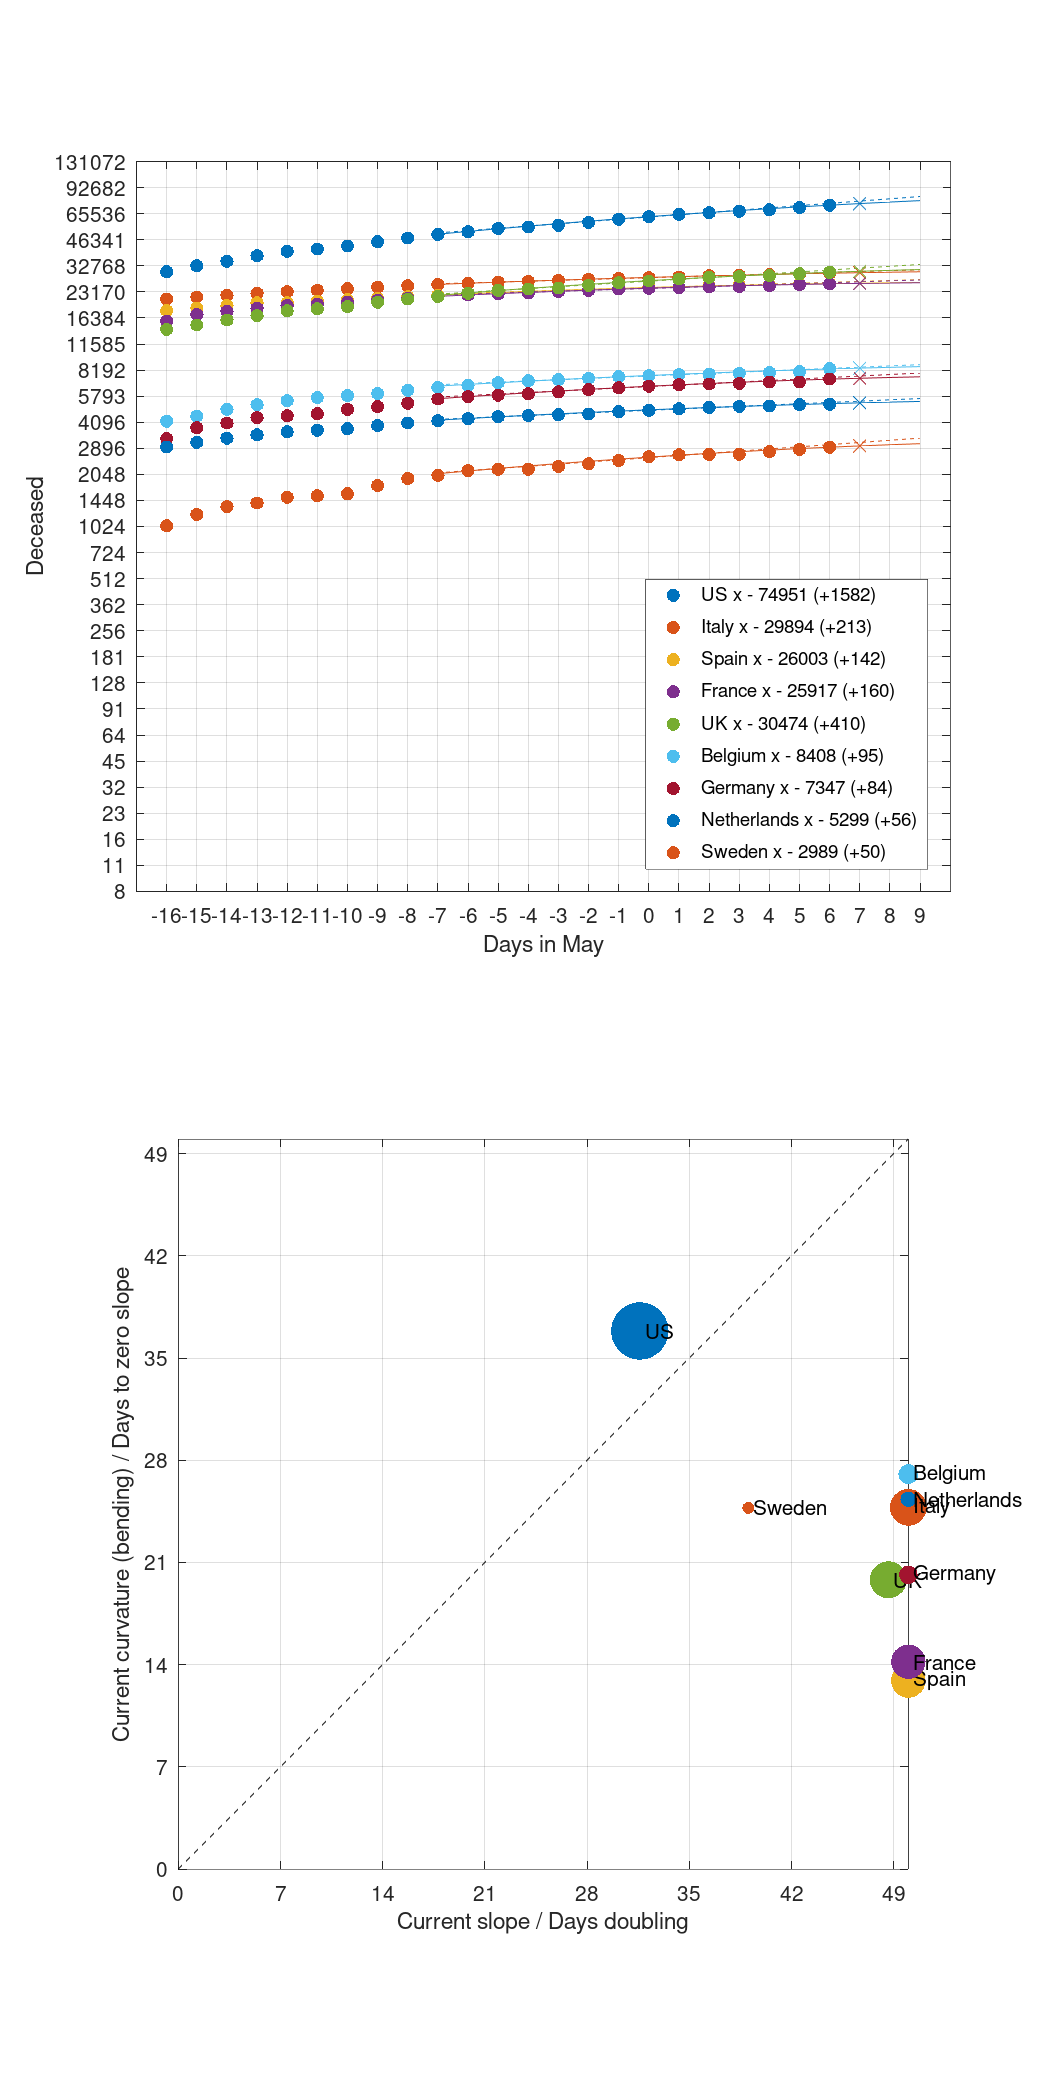 131072
92682
65536
46341
32768
23170
16384
11585
8192
5793
4096
2896
2048
1448
1024
724
512
362
256
181
128
91
64
45
32
23
16
11
8
Deceased
US x - 74951 (+1582)
Italy x - 29894 (+213)
Spain x - 26003 (+142)
France x - 25917 (+160)
UK x - 30474 (+410)
Belgium x - 8408 (+95)
Germany x - 7347 (+84)
Netherlands x - 5299 (+56)
Sweden x - 2989 (+50)
-16 -15 -14 -13 -12 -11 -10 -9 -8 -7 -6 -5 -4 -3 -2 -1 0 1 2 3 4 5 6 7 8 9
Days in May
49
42
35
28
21
14
7
0
Current curvature (bending) / Days to zero slope
US
Belgium
Netherlands
Italy
Sweden
Germany
UK
France
Spain
0 7 14 21 28 35 42 49
Current slope / Days doubling